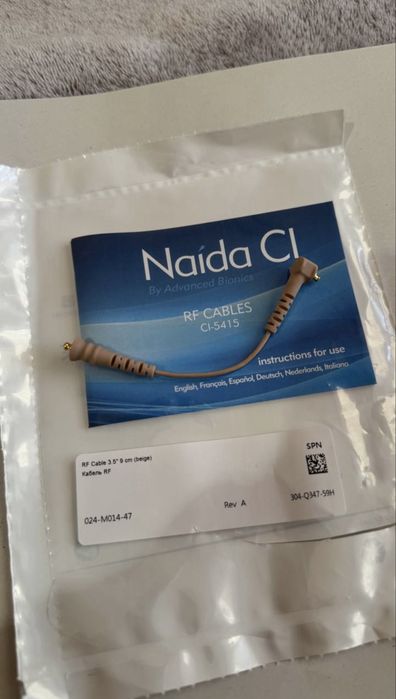 Naída CI
By Advanced Bionics
RF CABLES
CI-5415
instructions for use
English, Français, Español, Deutsch, Nederlands, Italiano
SPN
RF Cable 3.5" 9 cm (beige)
Кабель RF
024-M014-47
Rev A
304-Q347-59H